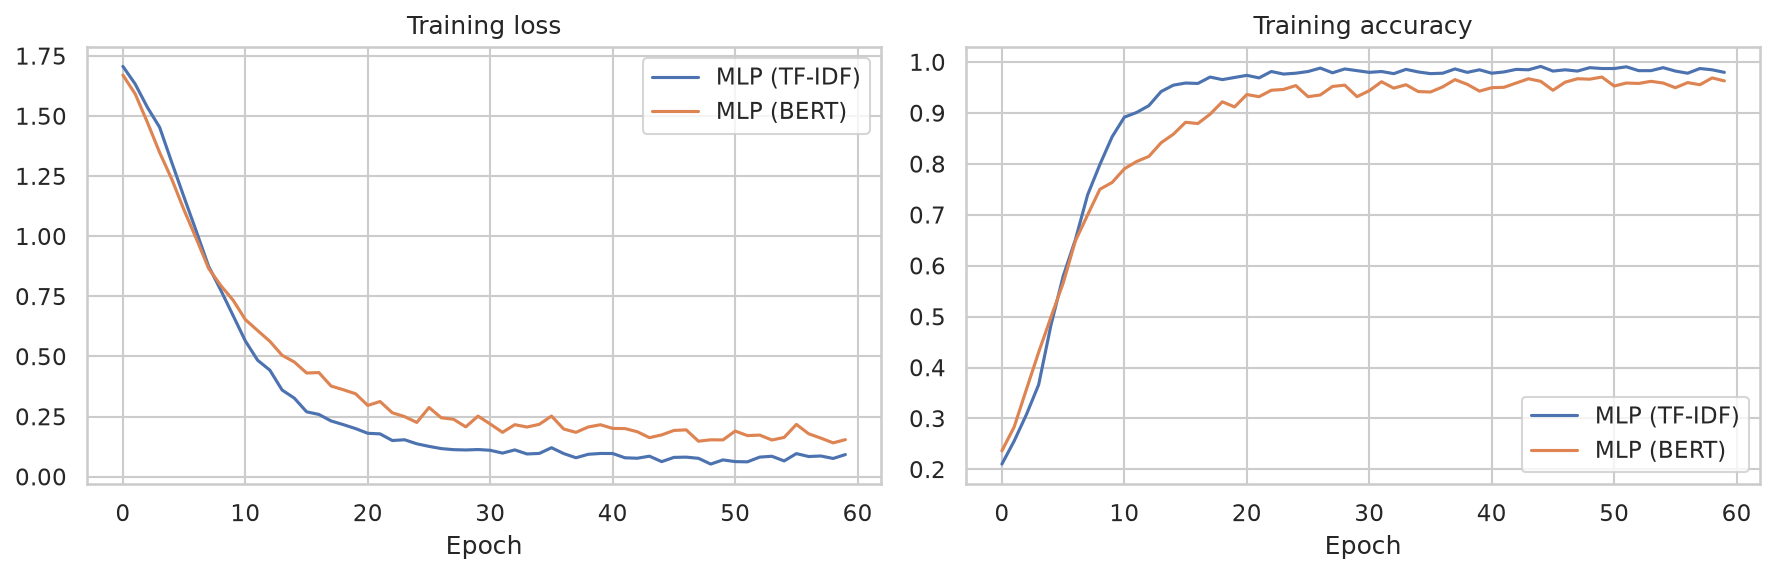 Training loss
1.75
1.50
1.25
1.00
0.75
0.50
0.25
0.00
MLP (TF-IDF)
MLP (BERT)
0 10 20 30 40 50 60
Epoch
Training accuracy
1.0
0.9
0.8
0.7
0.6
0.5
0.4
0.3
0.2
MLP (TF-IDF)
MLP (BERT)
0 10 20 30 40 50 60
Epoch